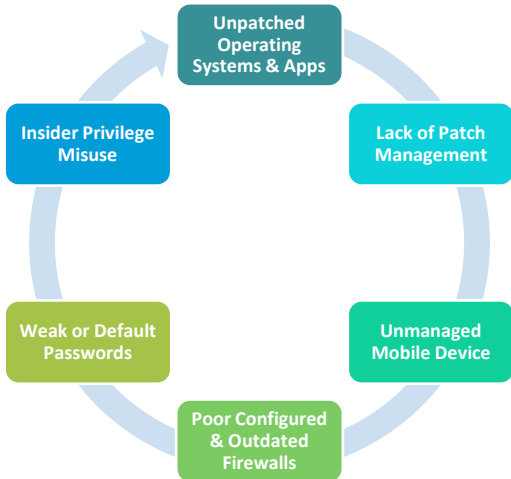 Unpatched
Operating
Systems & Apps
Lack of Patch
Management
Unmanaged
Mobile Device
Poor Configured
& Outdated
Firewalls
Weak or Default
Passwords
Insider Privilege
Misuse